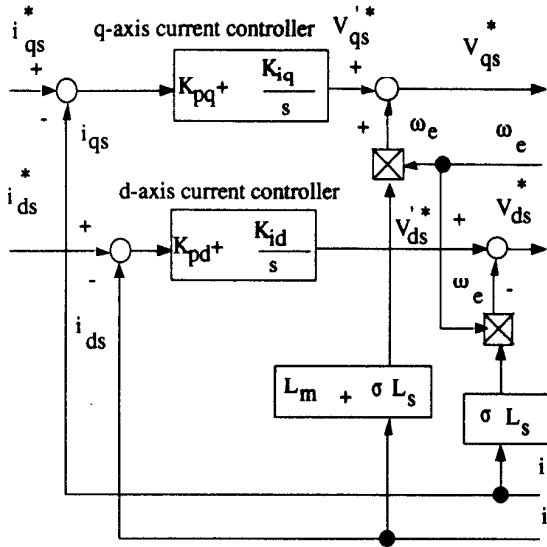 i*qs
q-axis current controller
V'*qs
V*qs
+
Kpq+ Kiq/s
+
-
iqs
+
ωe
ωe
i*ds
d-axis current controller
+
Kpd+ Kid/s
V'*ds
+
V*ds
-
ωe
-
ids
Lm + σ Ls
σ Ls
i
i